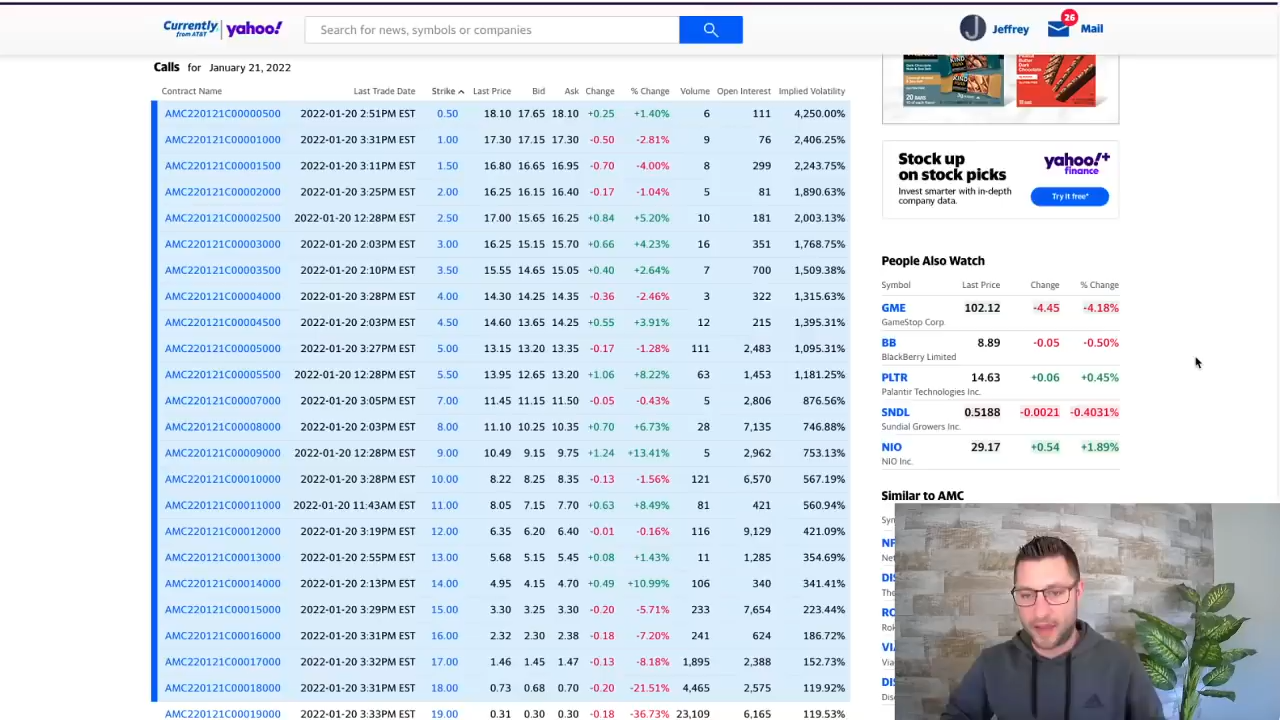 Currently,
from AT&T
yahoo!
Search for news, symbols or companies
J
Jeffrey
26
Mail
Calls for January 21, 2022
Contract Name Date Strike Last Price Bid Ask Change % Change Volume Open Interest Implied Volatility
AMC220121C00000500 2022-01-20 2:51PM EST 0.50 18.10 17.65 18.10 +0.25 +1.40% 6 111 4,250.00%
AMC220121C00001000 2022-01-20 3:19PM EST 1.00 17.30 17.15 17.30 -0.50 -2.81% 9 76 2,406.25%
AMC220121C00001500 1.50 16.80 16.65 16.95 -0.70 -4.00% 8 299 2,243.75%
AMC220121C00002000 2.00 16.25 16.15 16.40 -0.17 -1.04% 5 81 1,890.63%
AMC220121C00002500 2022-01-20 12:28PM EST 2.50 17.00 15.65 16.25 +0.84 +5.20% 10 181 2,003.13%
AMC220121C00003000 2022-01-20 2:03PM EST 3.00 16.25 15.15 15.70 +0.66 +4.23% 16 351 1,768.75%
AMC220121C00003500 2022-01-20 2:10PM EST 3.50 15.55 14.65 15.05 +0.40 +2.64% 7 700 1,509.38%
AMC220121C00004000 2022-01-20 3:28PM EST 4.00 14.30 14.25 14.35 -0.36 -2.46% 3 322 1,315.63%
AMC220121C00004500 2022-01-20 2:03PM EST 4.50 14.60 13.65 14.25 +0.55 +3.91% 12 215 1,395.31%
AMC220121C00005000 2022-01-20 3:27PM EST 5.00 13.15 13.20 13.35 -0.17 -1.28% 111 2,483 1,095.31%
AMC220121C00005500 2022-01-20 12:28PM EST 5.50 12.65 13.20 +1.06 +8.22% 63 1,453 1,181.25%
AMC220121C00007000 2022-01-20 3:05PM EST 7.00 11.45 11.15 11.50 -0.05 -0.43% 5 2,806 876.56%
AMC220121C00008000 8.00 11.10 10.25 10.35 +0.70 +6.73% 28 7,135 746.88%
AMC220121C00009000 2022-01-20 12:28PM EST 9.00 10.49 9.15 9.75 +1.24 +13.41% 5 2,962 753.13%
AMC220121C00010000 2022-01-20 3:28PM EST 10.00 8.22 8.25 8.35 -0.13 -1.56% 121 6,570 567.19%
AMC220121C00011000 2022-01-20 11:43AM EST 11.00 8.05 7.15 7.70 +0.63 +8.49% 81 421 560.94%
AMC220121C00012000 2022-01-20 3:19PM EST 12.00 6.35 6.20 6.40 -0.01 -0.16% 116 9,129 421.09%
AMC220121C00013000 2022-01-20 2:55PM EST 13.00 5.68 5.15 5.45 +0.08 +1.43% 11 1,285 354.69%
AMC220121C00014000 14.00 4.95 4.15 4.70 +0.49 +10.99% 106 340 341.41%
AMC220121C00015000 2022-01-20 3:29PM EST 15.00 3.30 3.25 3.30 -0.20 -5.71% 233 7,654 223.44%
AMC220121C00016000 2022-01-20 3:31PM EST 16.00 2.32 2.30 2.38 -0.18 -7.20% 241 624 186.72%
AMC220121C00017000 2022-01-20 3:32PM EST 17.00 1.46 1.45 1.47 -0.13 -8.18% 1,895 2,388 152.73%
AMC220121C00018000 2022-01-20 3:31PM EST 18.00 0.73 0.68 0.70 -0.20 -21.51% 4,465 2,575 119.92%
AMC220121C00019000 2022-01-20 3:32PM EST 19.00 0.31 0.30 0.30 -0.18 -36.73% 23,109 6,165 119.53%
Stock up
on stock picks
Invest smarter with in-depth
company data.
yahoo!+
finance
Try it free*
People Also Watch
Symbol Last Price Change % Change
GME 102.12 -4.45 -4.18%
GameStop Corp.
BB 8.89 -0.05 -0.50%
BlackBerry Limited
PLTR 14.63 +0.06 +0.45%
Palantir Technologies Inc.
SNDL 0.5188 -0.0021 -0.4031%
Sundial Growers Inc.
NIO 29.17 +0.54 +1.89%
NIO Inc.
Similar to AMC